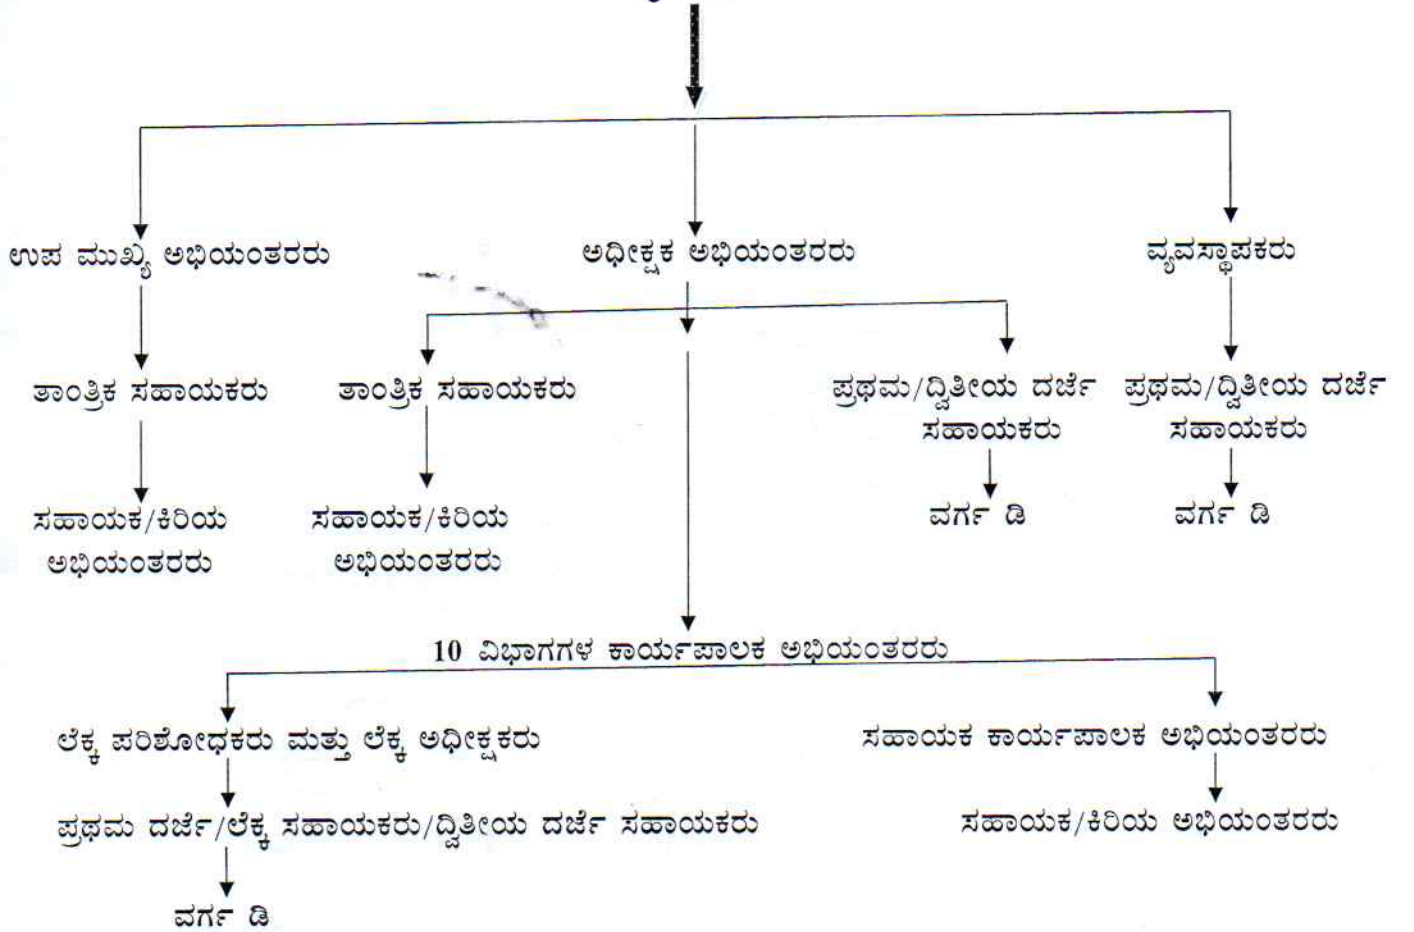 ಉಪ ಮುಖ್ಯ ಅಭಿಯಂತರರು
ಅಧೀಕ್ಷಕ ಅಭಿಯಂತರರು
ವ್ಯವಸ್ಥಾಪಕರು
ತಾಂತ್ರಿಕ ಸಹಾಯಕರು
ತಾಂತ್ರಿಕ ಸಹಾಯಕರು
ಪ್ರಥಮ/ದ್ವಿತೀಯ ದರ್ಜೆ
ಸಹಾಯಕರು
ಪ್ರಥಮ/ದ್ವಿತೀಯ ದರ್ಜೆ
ಸಹಾಯಕರು
ಸಹಾಯಕ/ಕಿರಿಯ
ಅಭಿಯಂತರರು
ಸಹಾಯಕ/ಕಿರಿಯ
ಅಭಿಯಂತರರು
ವರ್ಗ ಡಿ
ವರ್ಗ ಡಿ
10 ವಿಭಾಗಗಳ ಕಾರ್ಯಪಾಲಕ ಅಭಿಯಂತರರು
ಲೆಕ್ಕ ಪರಿಶೋಧಕರು ಮತ್ತು ಲೆಕ್ಕ ಅಧೀಕ್ಷಕರು
ಸಹಾಯಕ ಕಾರ್ಯಪಾಲಕ ಅಭಿಯಂತರರು
ಪ್ರಥಮ ದರ್ಜೆ/ಲೆಕ್ಕ ಸಹಾಯಕರು/ದ್ವಿತೀಯ ದರ್ಜೆ ಸಹಾಯಕರು
ಸಹಾಯಕ/ಕಿರಿಯ ಅಭಿಯಂತರರು
ವರ್ಗ ಡಿ